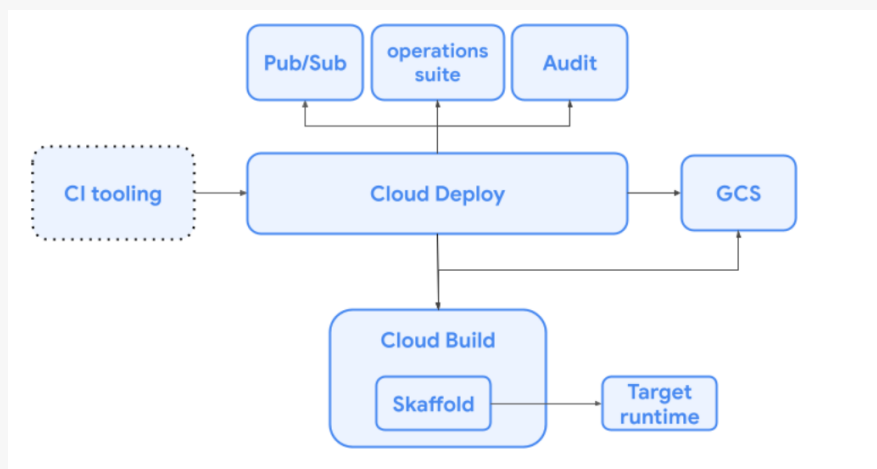 Pub/Sub
operations
suite
Audit
CI tooling
Cloud Deploy
GCS
Cloud Build
Skaffold
Target
runtime